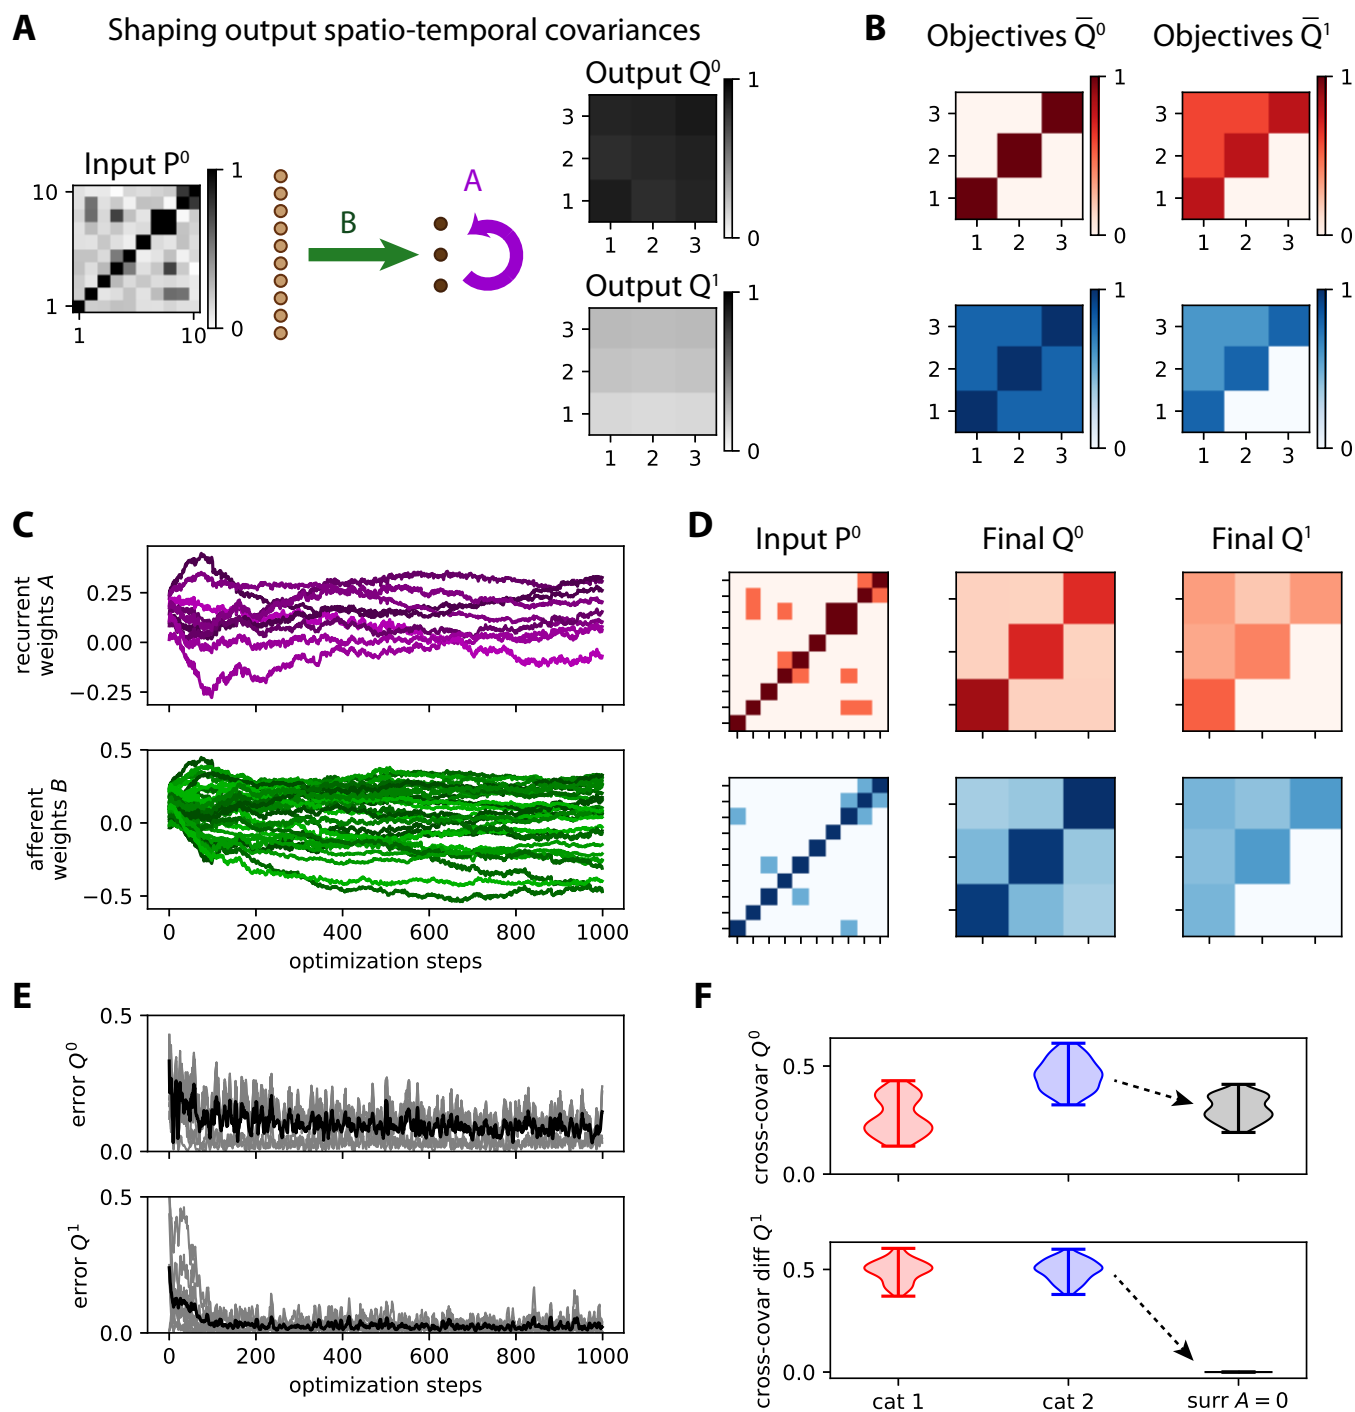 A Shaping output spatio-temporal covariances
Input P⁰
10
1
1 10
1
0
B
A
Output Q⁰
3
2
1
1 2 3
1
0
Output Q¹
3
2
1
1 2 3
1
0
B Objectives Q̅⁰ Objectives Q̅¹
3
2
1
1 2 3
1
0
3
2
1
1 2 3
1
0
3
2
1
1 2 3
1
0
3
2
1
1 2 3
1
0
C
recurrent
weights A
0.25
0.00
−0.25
afferent
weights B
0.5
0.0
−0.5
0 200 400 600 800 1000
optimization steps
D Input P⁰ Final Q⁰ Final Q¹
E
error Q⁰
0.5
0.0
error Q¹
0.5
0.0
0 200 400 600 800 1000
optimization steps
F
cross-covar Q⁰
0.5
0.0
cross-covar diff Q¹
0.5
0.0
cat 1 cat 2 surr A = 0